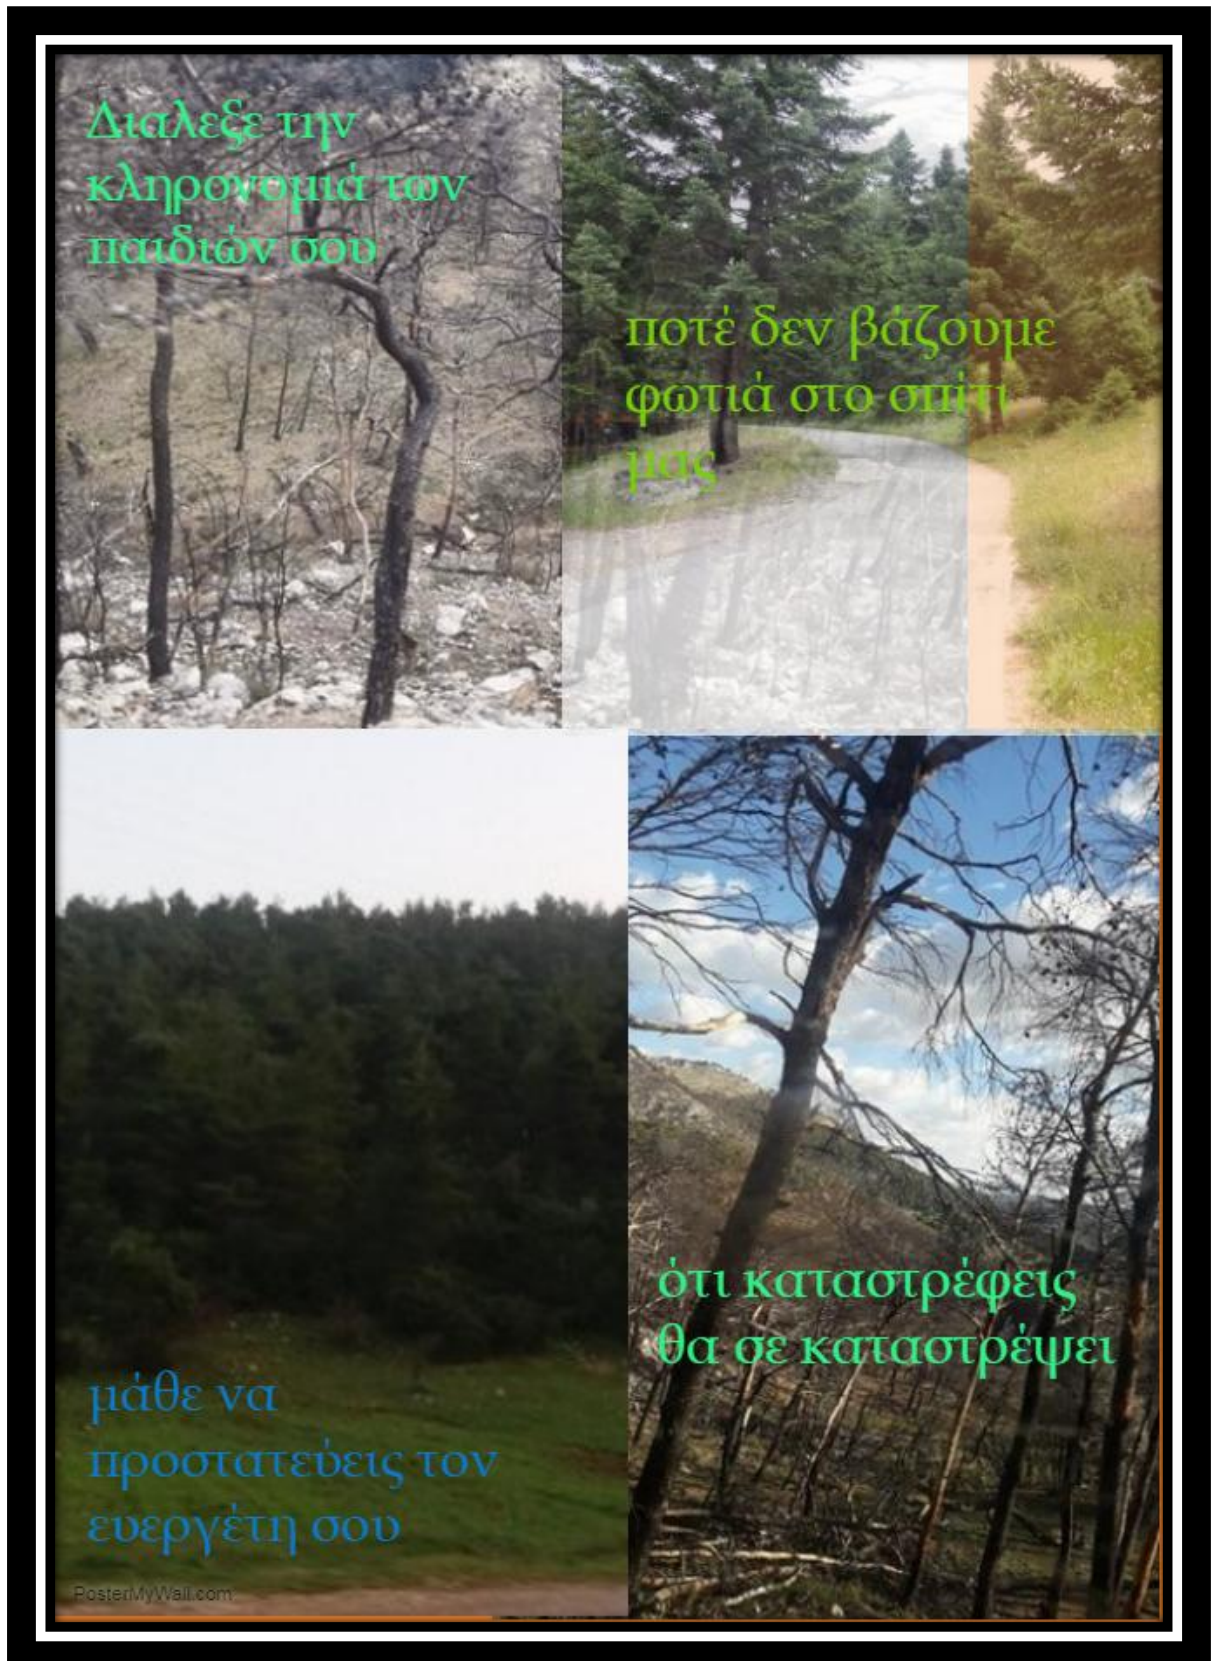 Διαλεξε την
κληρονομιά των
παιδιών σου
ποτέ δεν βάζουμε
φωτιά στο σπίτι
μας
μάθε να
προστατεύεις τον
ευεργέτη σου
ότι καταστρέφεις
θα σε καταστρέψει
PosterMyWall.com